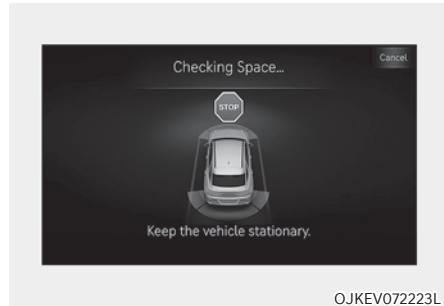 Checking Space...
Cancel
STOP
Keep the vehicle stationary.
OJKEV072223L